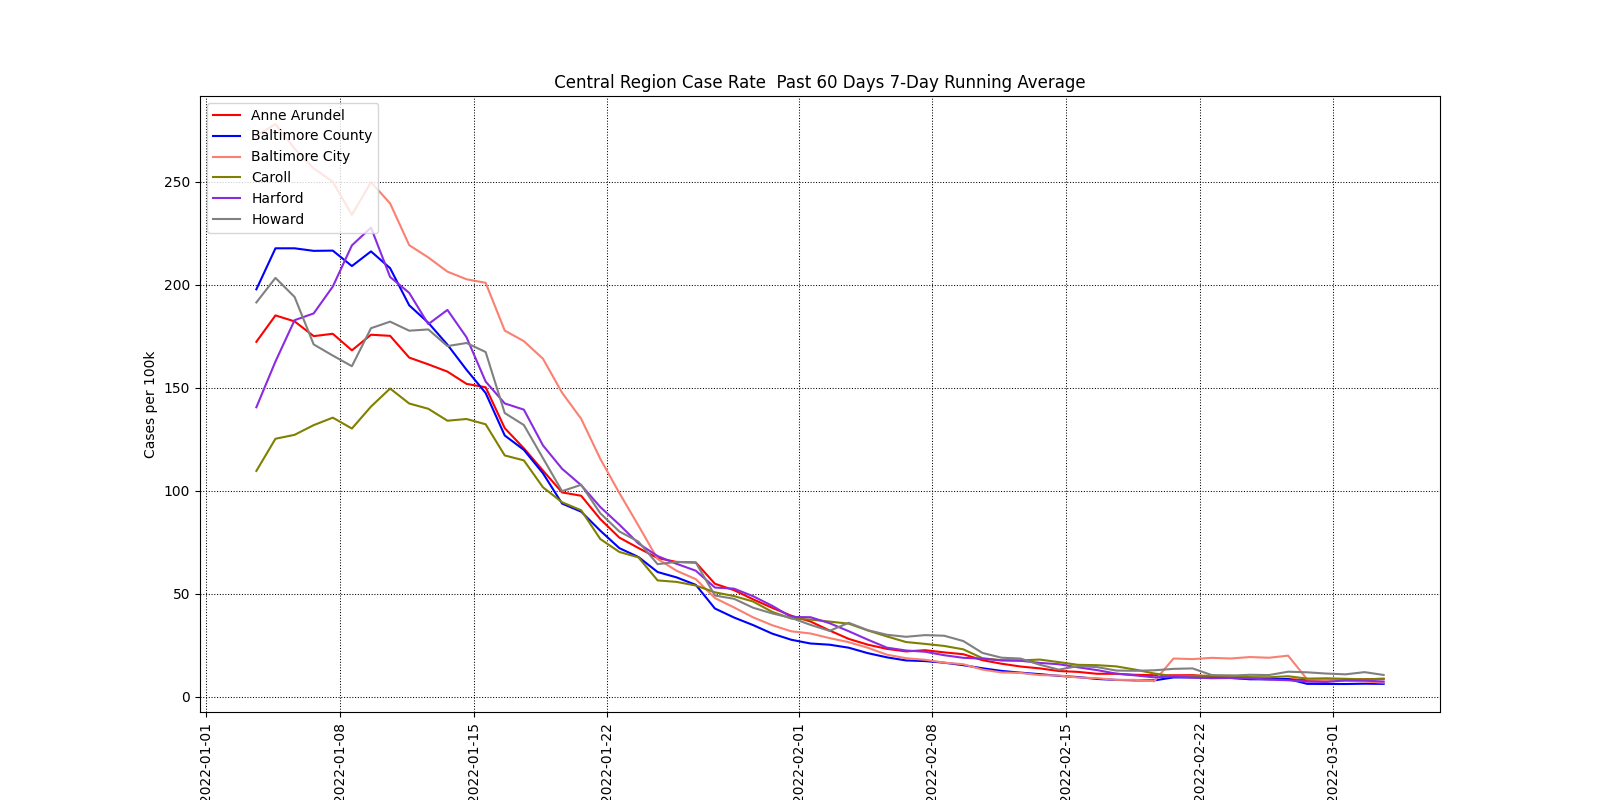 Central Region Case Rate  Past 60 Days 7-Day Running Average
Anne Arundel
Baltimore County
Baltimore City
Caroll
Harford
Howard
Cases per 100k
250
200
150
100
50
0
2022-01-01
2022-01-08
2022-01-15
2022-01-22
2022-02-01
2022-02-08
2022-02-15
2022-02-22
2022-03-01